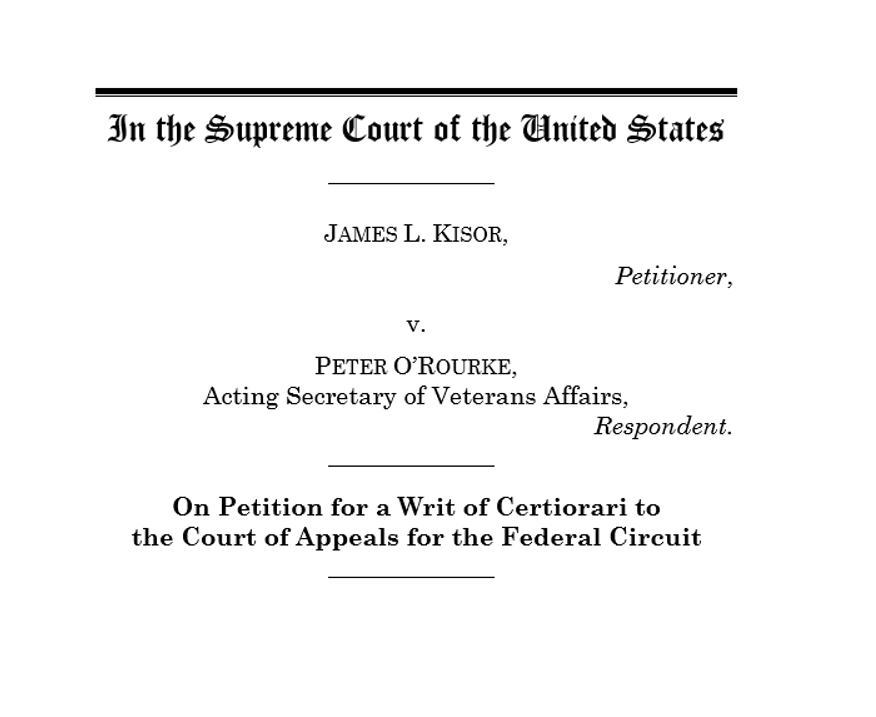 In the Supreme Court of the United States
JAMES L. KISOR,
Petitioner,
v.
PETER O’ROURKE,
Acting Secretary of Veterans Affairs,
Respondent.
On Petition for a Writ of Certiorari to
the Court of Appeals for the Federal Circuit